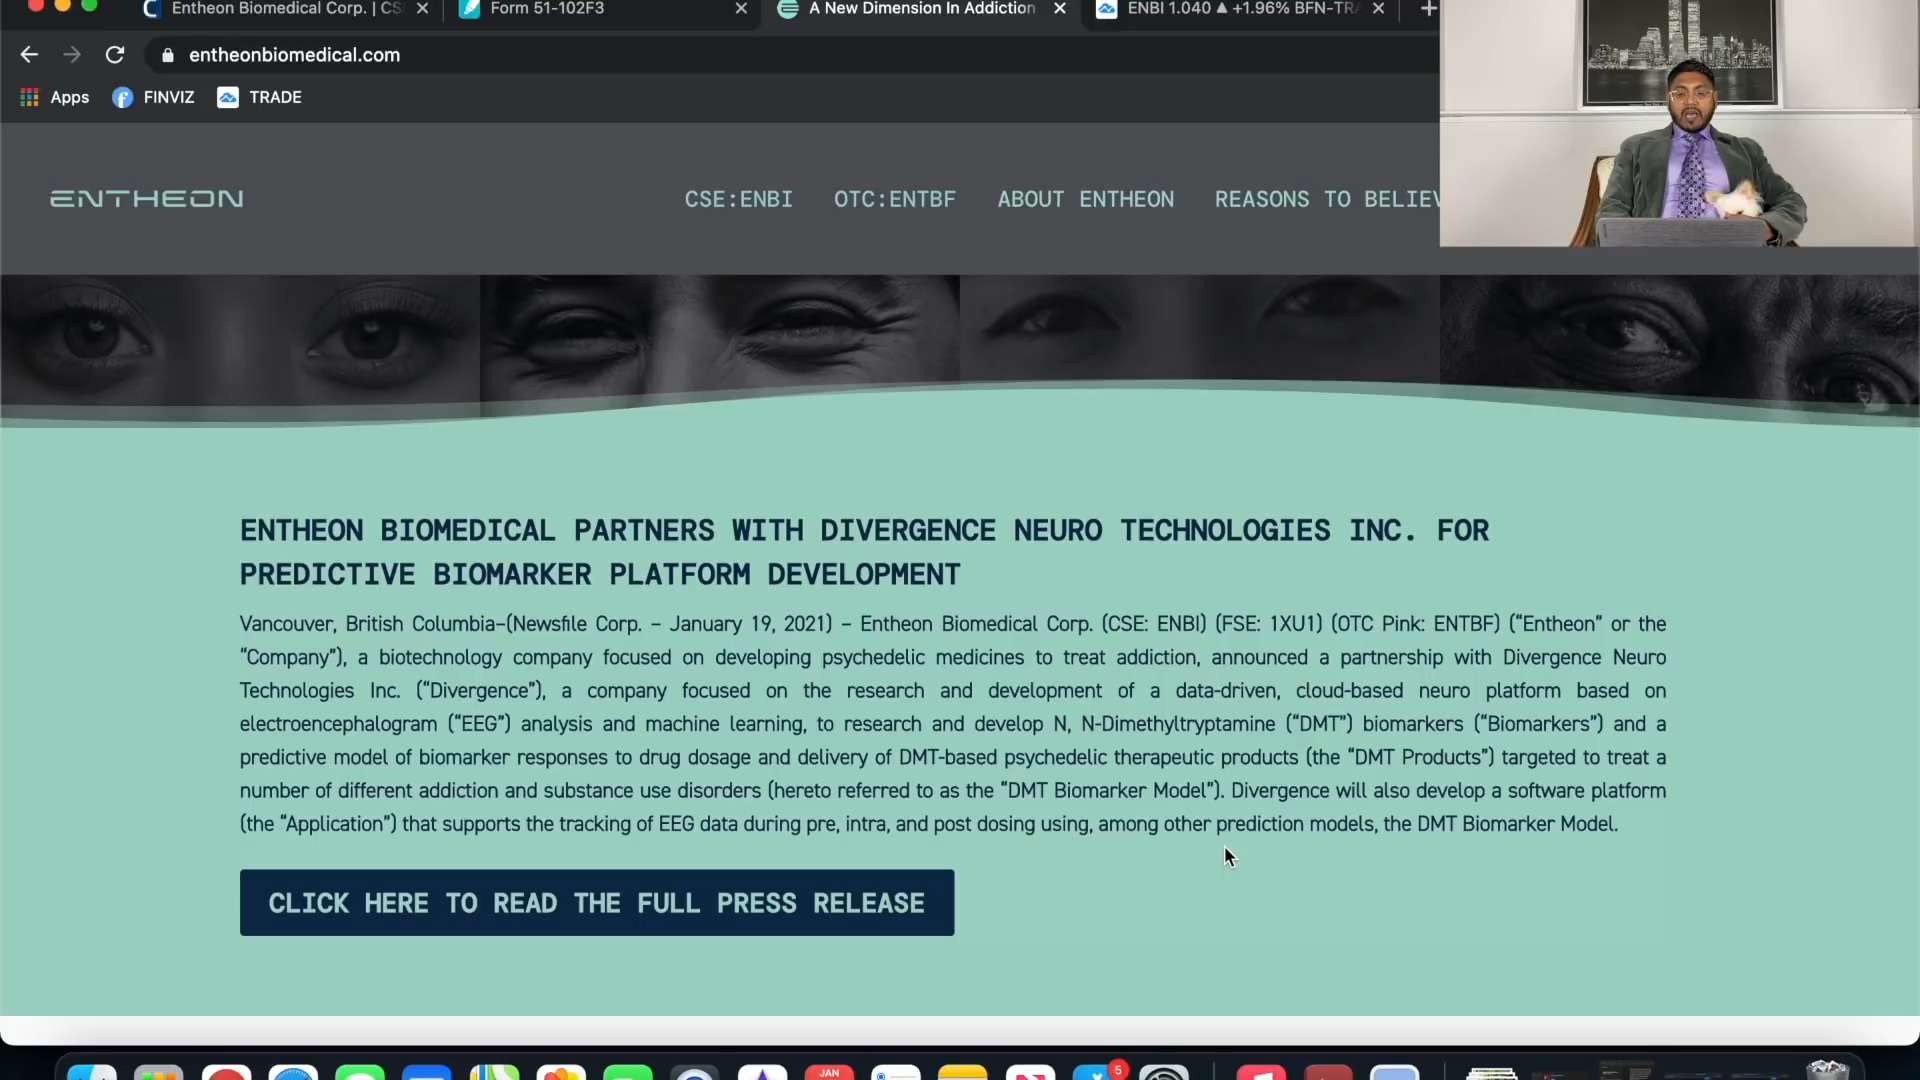 Entheon Biomedical Corp. | CS
Form 51-102F3
A New Dimension In Addiction
ENBI 1.040 ▲ +1.96% BFN-TRA
entheonbiomedical.com
Apps
FINVIZ
TRADE
ENTHEON
CSE:ENBI
OTC:ENTBF
ABOUT ENTHEON
REASONS TO BELIEV
ENTHEON BIOMEDICAL PARTNERS WITH DIVERGENCE NEURO TECHNOLOGIES INC. FOR
PREDICTIVE BIOMARKER PLATFORM DEVELOPMENT
Vancouver, British Columbia–(Newsfile Corp. – January 19, 2021) – Entheon Biomedical Corp. (CSE: ENBI) (FSE: 1XU1) (OTC Pink: ENTBF) (“Entheon” or the
“Company”), a biotechnology company focused on developing psychedelic medicines to treat addiction, announced a partnership with Divergence Neuro
Technologies Inc. (“Divergence”), a company focused on the research and development of a data-driven, cloud-based neuro platform based on
electroencephalogram (“EEG”) analysis and machine learning, to research and develop N, N-Dimethyltryptamine (“DMT”) biomarkers (“Biomarkers”) and a
predictive model of biomarker responses to drug dosage and delivery of DMT-based psychedelic therapeutic products (the “DMT Products”) targeted to treat a
number of different addiction and substance use disorders (hereto referred to as the “DMT Biomarker Model”). Divergence will also develop a software platform
(the “Application”) that supports the tracking of EEG data during pre, intra, and post dosing using, among other prediction models, the DMT Biomarker Model.
CLICK HERE TO READ THE FULL PRESS RELEASE
JAN
5